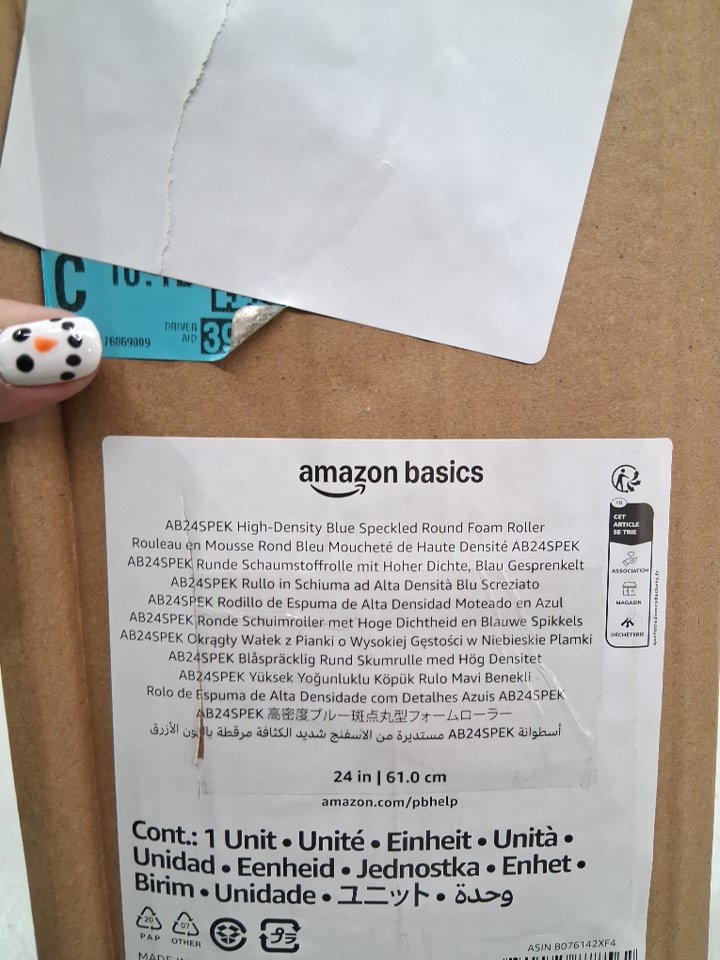 C
DRIVER
AID
39
76869009
amazon basics
AB24SPEK High-Density Blue Speckled Round Foam Roller
Rouleau en Mousse Rond Bleu Moucheté de Haute Densité AB24SPEK
AB24SPEK Runde Schaumstoffrolle mit Hoher Dichte, Blau Gesprenkelt
AB24SPEK Rullo in Schiuma ad Alta Densità Blu Screziato
AB24SPEK Rodillo de Espuma de Alta Densidad Moteado en Azul
AB24SPEK Ronde Schuimroller met Hoge Dichtheid en Blauwe Spikkels
AB24SPEK Okrągły Wałek z Pianki o Wysokiej Gęstości w Niebieskie Plamki
AB24SPEK Blåspräcklig Rund Skumrulle med Hög Densitet
AB24SPEK Yüksek Yoğunluklu Köpük Rulo Mavi Benekli
Rolo de Espuma de Alta Densidade com Detalhes Azuis AB24SPEK
AB24SPEK 高密度ブルー斑点丸型フォームローラー
أسطوانة AB24SPEK مستديرة من الاسفنج شديد الكثافة مرقطة باللون الأزرق
24 in | 61.0 cm
amazon.com/pbhelp
Cont.: 1 Unit • Unité • Einheit • Unità •
Unidad • Eenheid • Jednostka • Enhet •
Birim • Unidade • ユニット • وحدة
FR
CET
ARTICLE
SE TRIE
ASSOCIATION
MAGASIN
DÉCHÈTERIE
20
PAP
07
OTHER
プラ
ASIN B076142XF4
MADE IN